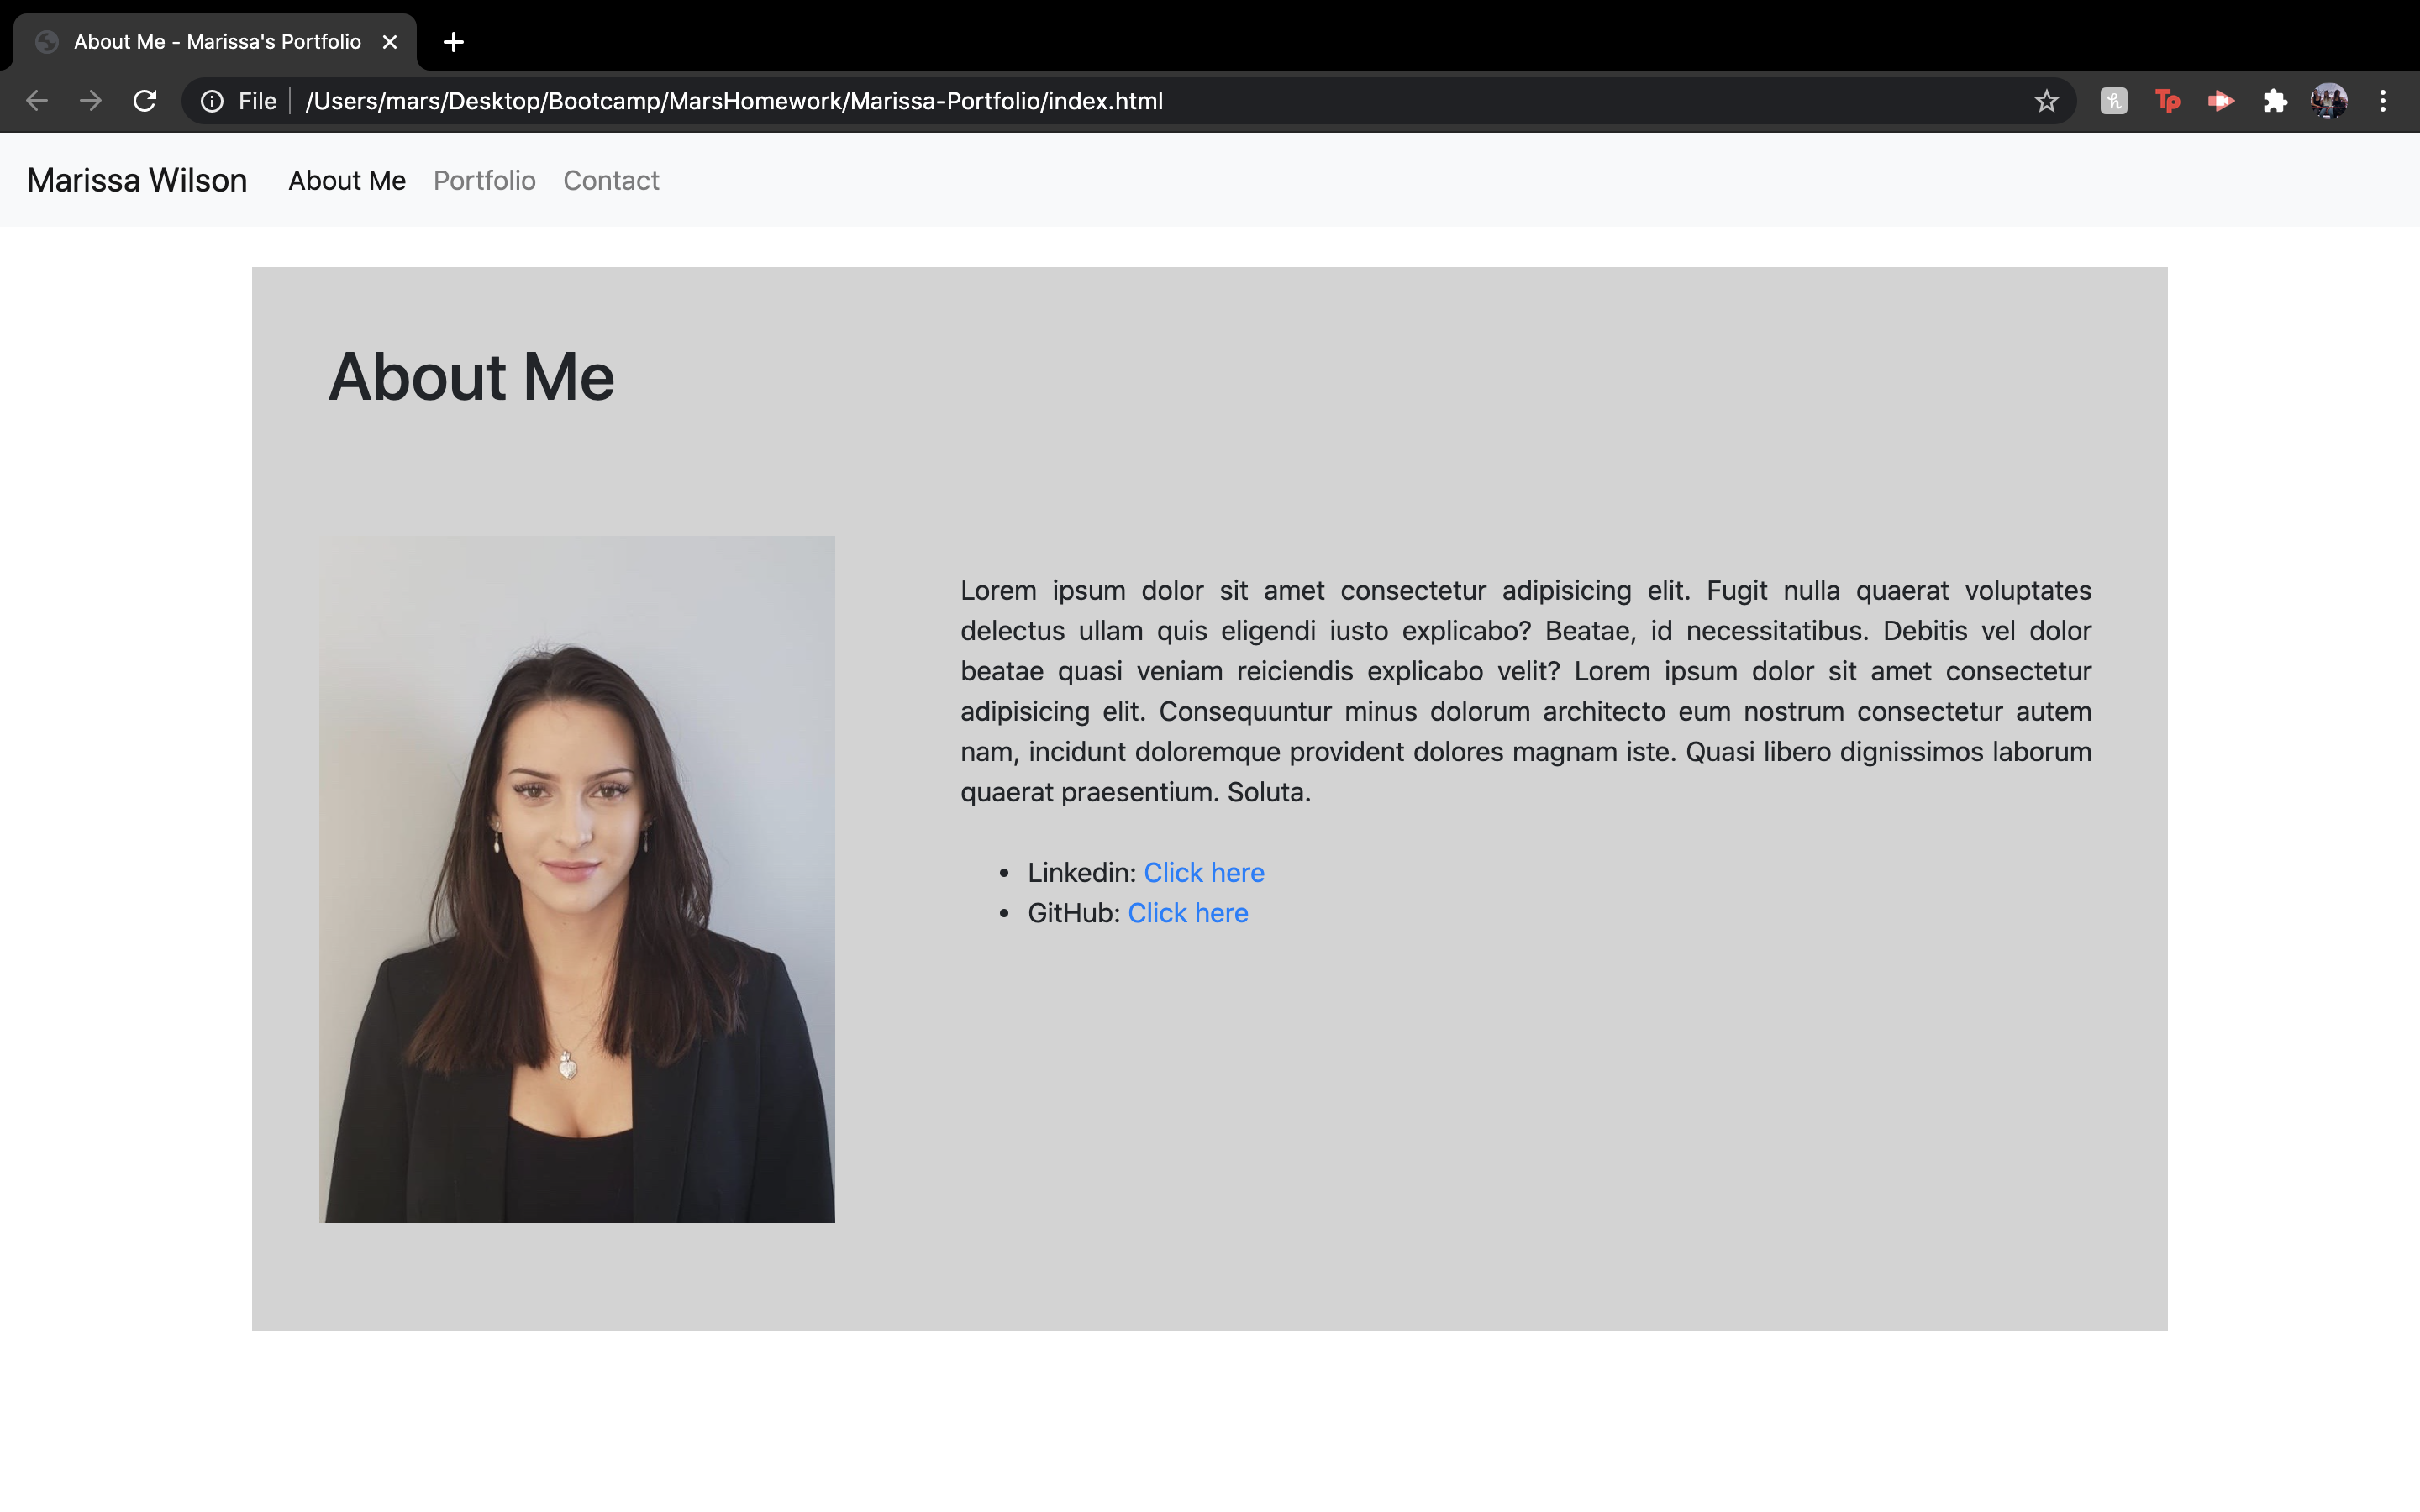 About Me - Marissa's Portfolio
File /Users/mars/Desktop/Bootcamp/MarsHomework/Marissa-Portfolio/index.html
Tp
Marissa Wilson About Me Portfolio Contact
About Me
Lorem ipsum dolor sit amet consectetur adipisicing elit. Fugit nulla quaerat voluptates
delectus ullam quis eligendi iusto explicabo? Beatae, id necessitatibus. Debitis vel dolor
beatae quasi veniam reiciendis explicabo velit? Lorem ipsum dolor sit amet consectetur
adipisicing elit. Consequuntur minus dolorum architecto eum nostrum consectetur autem
nam, incidunt doloremque provident dolores magnam iste. Quasi libero dignissimos laborum
quaerat praesentium. Soluta.
• Linkedin: Click here
• GitHub: Click here